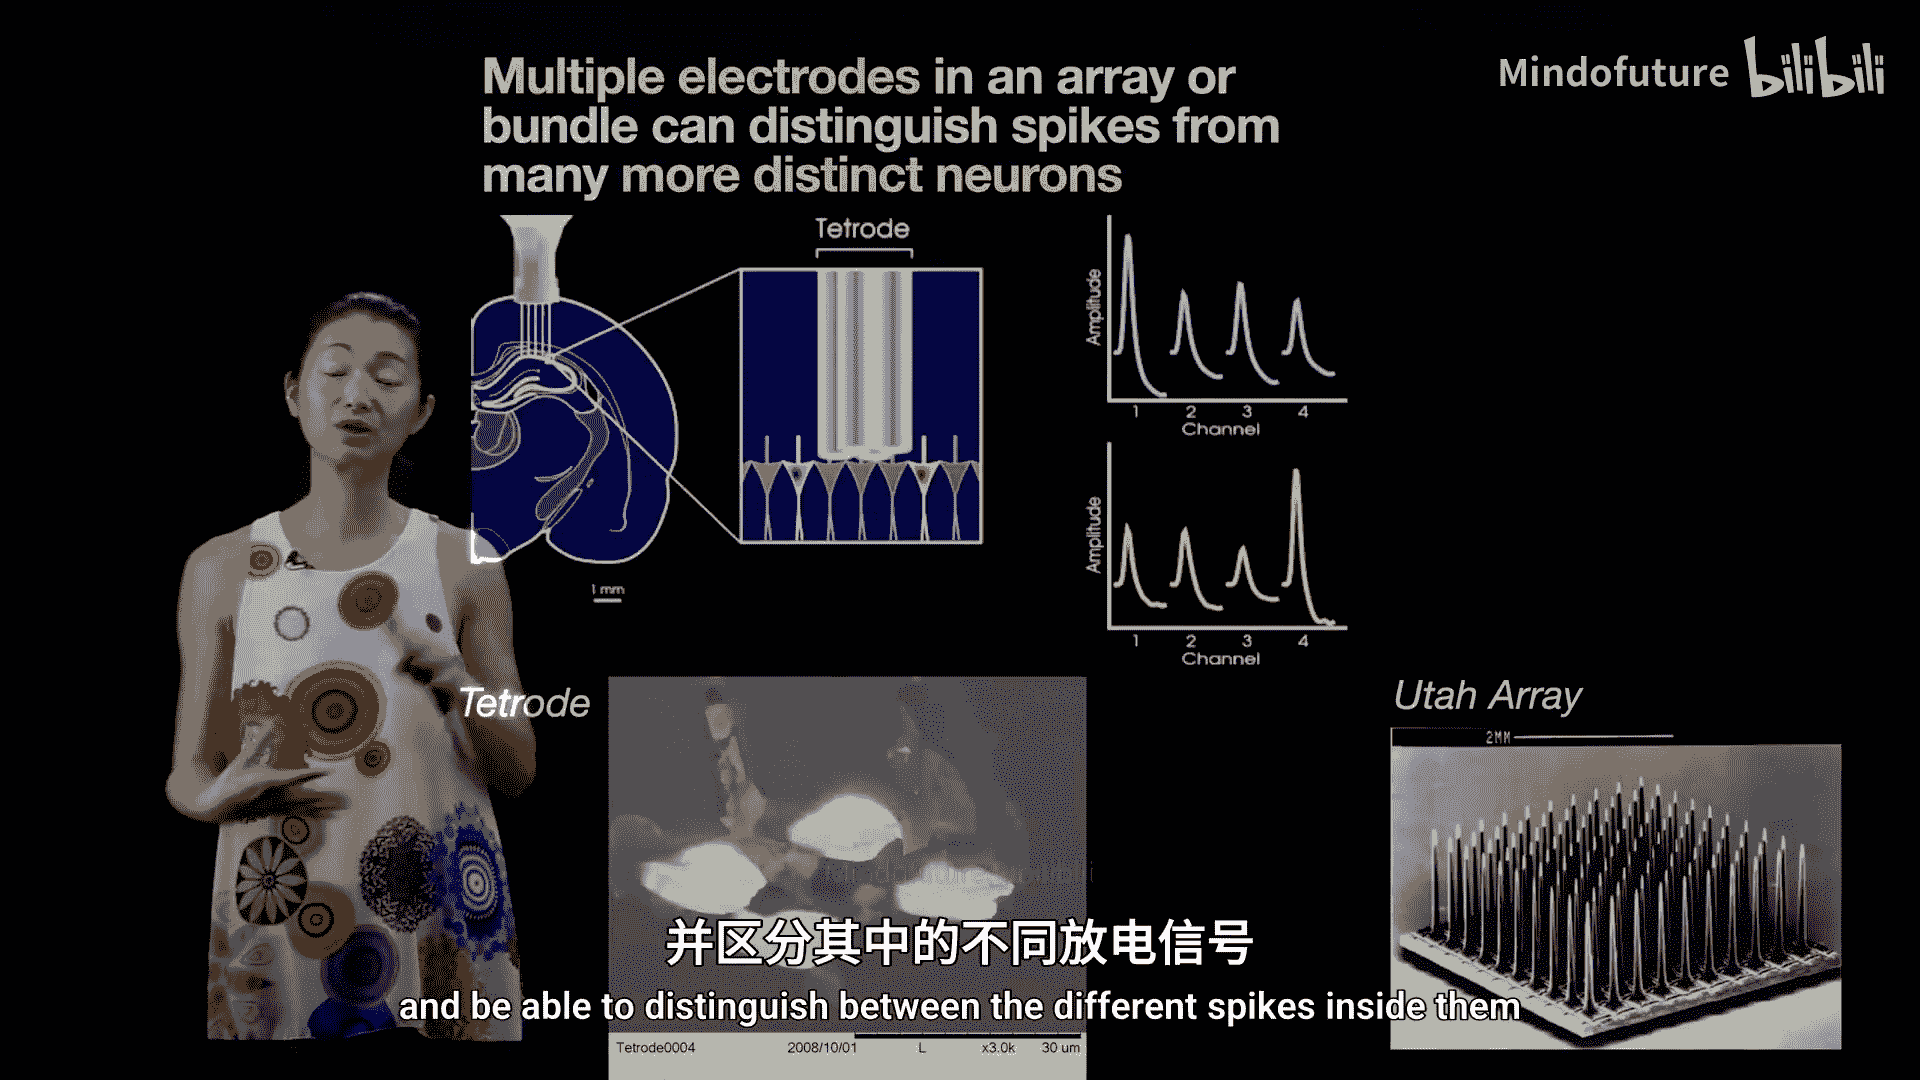 Multiple electrodes in an array or
bundle can distinguish spikes from
many more distinct neurons
Mindofuture bilibili
Tetrode
Amplitude
1 2 3 4
Channel
1 mm
Amplitude
1 2 3 4
Channel
Tetrode
Utah Array
2MM
并区分其中的不同放电信号
and be able to distinguish between the different spikes inside them
Tetrode0004 2008/10/01 L x3.0k 30 um